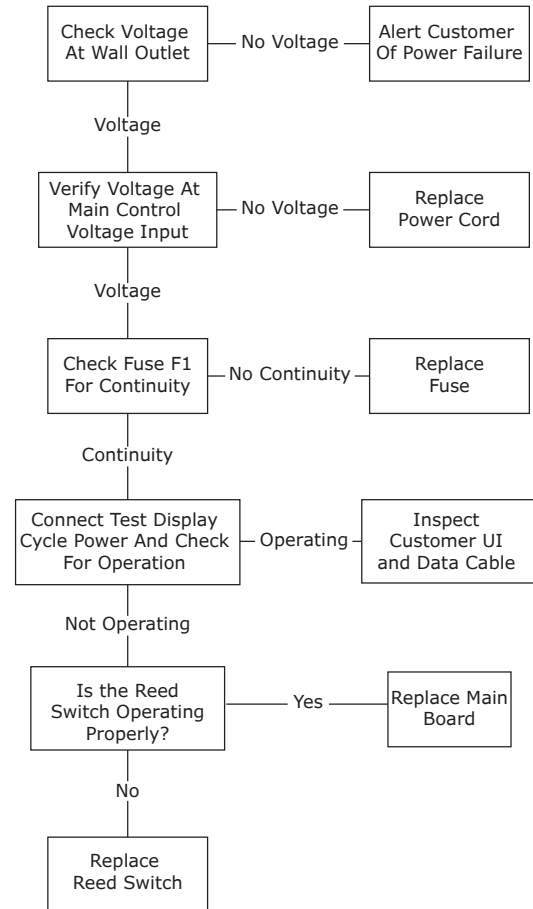 Check Voltage
At Wall Outlet
No Voltage
Alert Customer
Of Power Failure
Voltage
Verify Voltage At
Main Control
Voltage Input
No Voltage
Replace
Power Cord
Voltage
Check Fuse F1
For Continuity
No Continuity
Replace
Fuse
Continuity
Connect Test Display
Cycle Power And Check
For Operation
Operating
Inspect
Customer UI
and Data Cable
Not Operating
Is the Reed
Switch Operating
Properly?
Yes
Replace Main
Board
No
Replace
Reed Switch